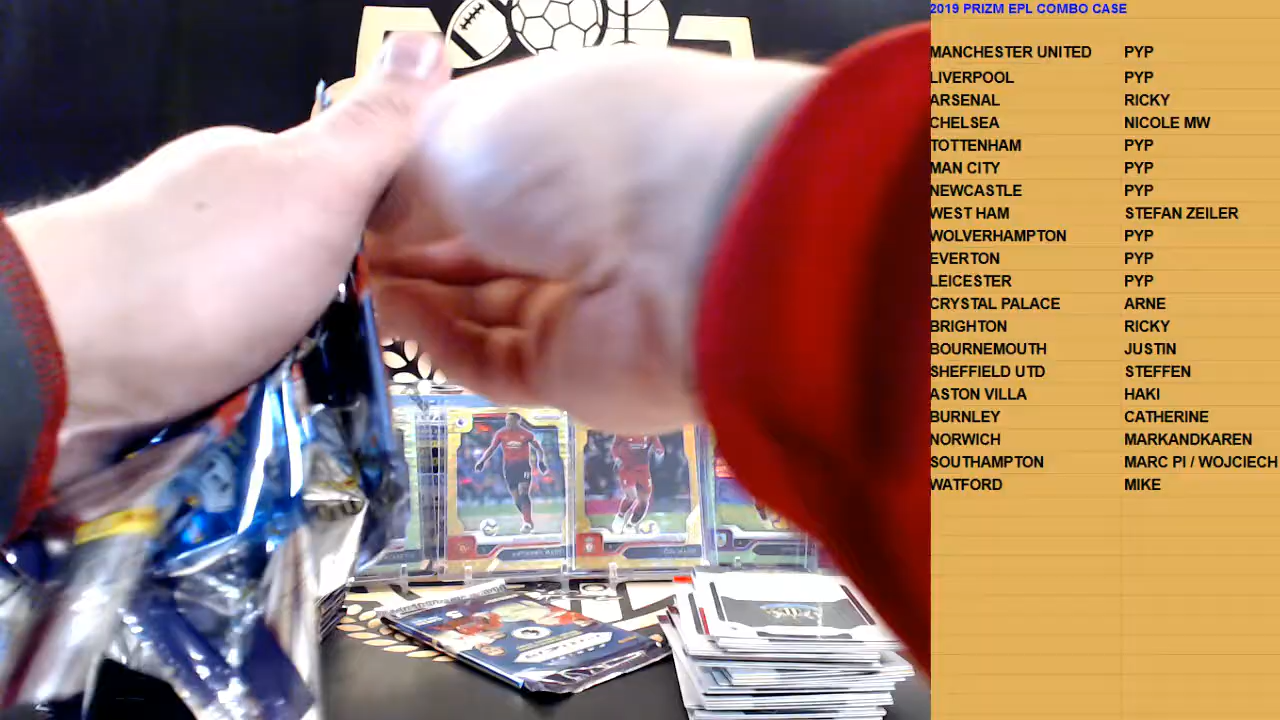 2019 PRIZM EPL COMBO CASE
MANCHESTER UNITED PYP
LIVERPOOL PYP
ARSENAL RICKY
CHELSEA NICOLE MW
TOTTENHAM PYP
MAN CITY PYP
NEWCASTLE PYP
WEST HAM STEFAN ZEILER
WOLVERHAMPTON PYP
EVERTON PYP
LEICESTER PYP
CRYSTAL PALACE ARNE
BRIGHTON RICKY
BOURNEMOUTH JUSTIN
SHEFFIELD UTD STEFFEN
ASTON VILLA HAKI
BURNLEY CATHERINE
NORWICH MARKANDKAREN
SOUTHAMPTON MARC PI / WOJCIECH
WATFORD MIKE